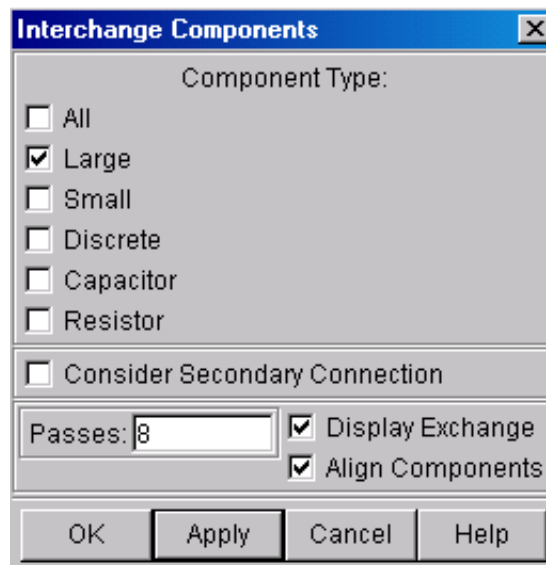 Interchange Components
Component Type:
All
Large
Small
Discrete
Capacitor
Resistor
Consider Secondary Connection
Passes: 8
Display Exchange
Align Components
OK Apply Cancel Help